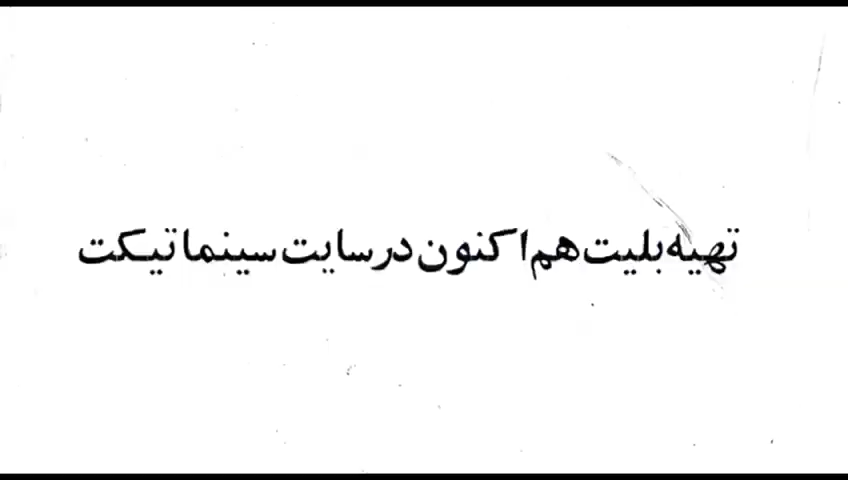 تهیه بلیت هم اکنون در سایت سینما تیکت